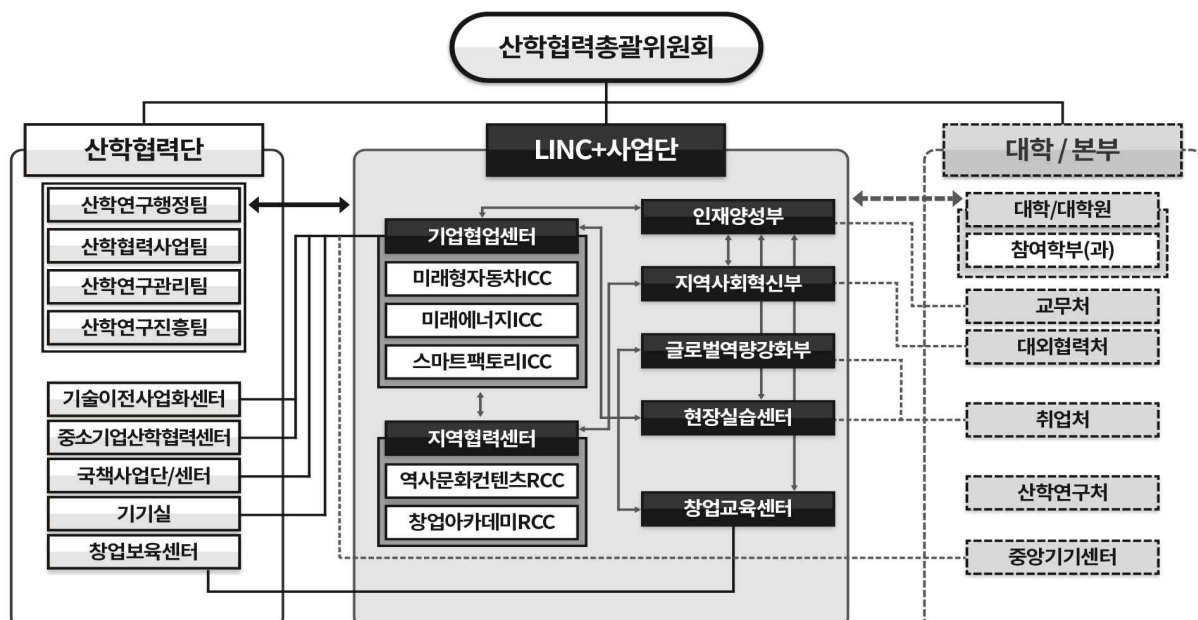 산학협력총괄위원회
산학협력단
산학연구행정팀
산학협력사업팀
산학연구관리팀
산학연구진흥팀
기술이전사업화센터
중소기업산학협력센터
국책사업단/센터
기기실
창업보육센터
LINC+사업단
기업협업센터
미래형자동차ICC
미래에너지ICC
스마트팩토리ICC
지역협력센터
역사문화컨텐츠RCC
창업아카데미RCC
인재양성부
지역사회혁신부
글로벌역량강화부
현장실습센터
창업교육센터
대학 / 본부
대학/대학원
참여학부(과)
교무처
대외협력처
취업처
산학연구처
중앙기기센터